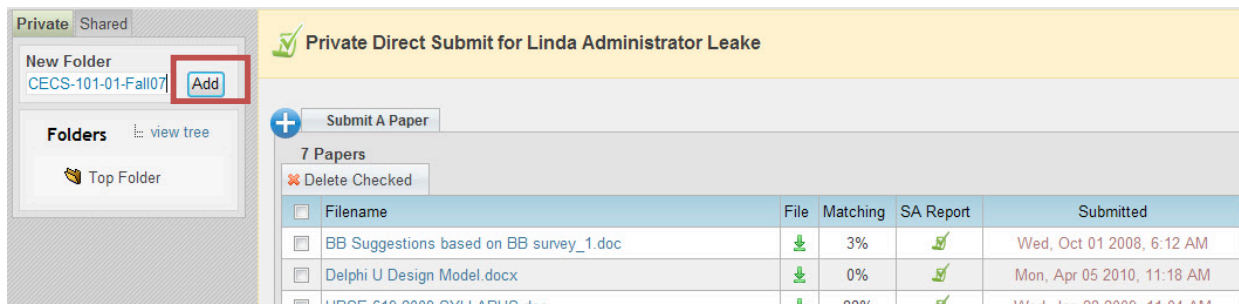 Private Shared
New Folder
CECS-101-01-Fall07 Add
Folders view tree
Top Folder
Private Direct Submit for Linda Administrator Leake
Submit A Paper
7 Papers
Delete Checked
Filename File Matching SA Report Submitted
BB Suggestions based on BB survey_1.doc 3% Wed, Oct 01 2008, 6:12 AM
Delphi U Design Model.docx 0% Mon, Apr 05 2010, 11:18 AM